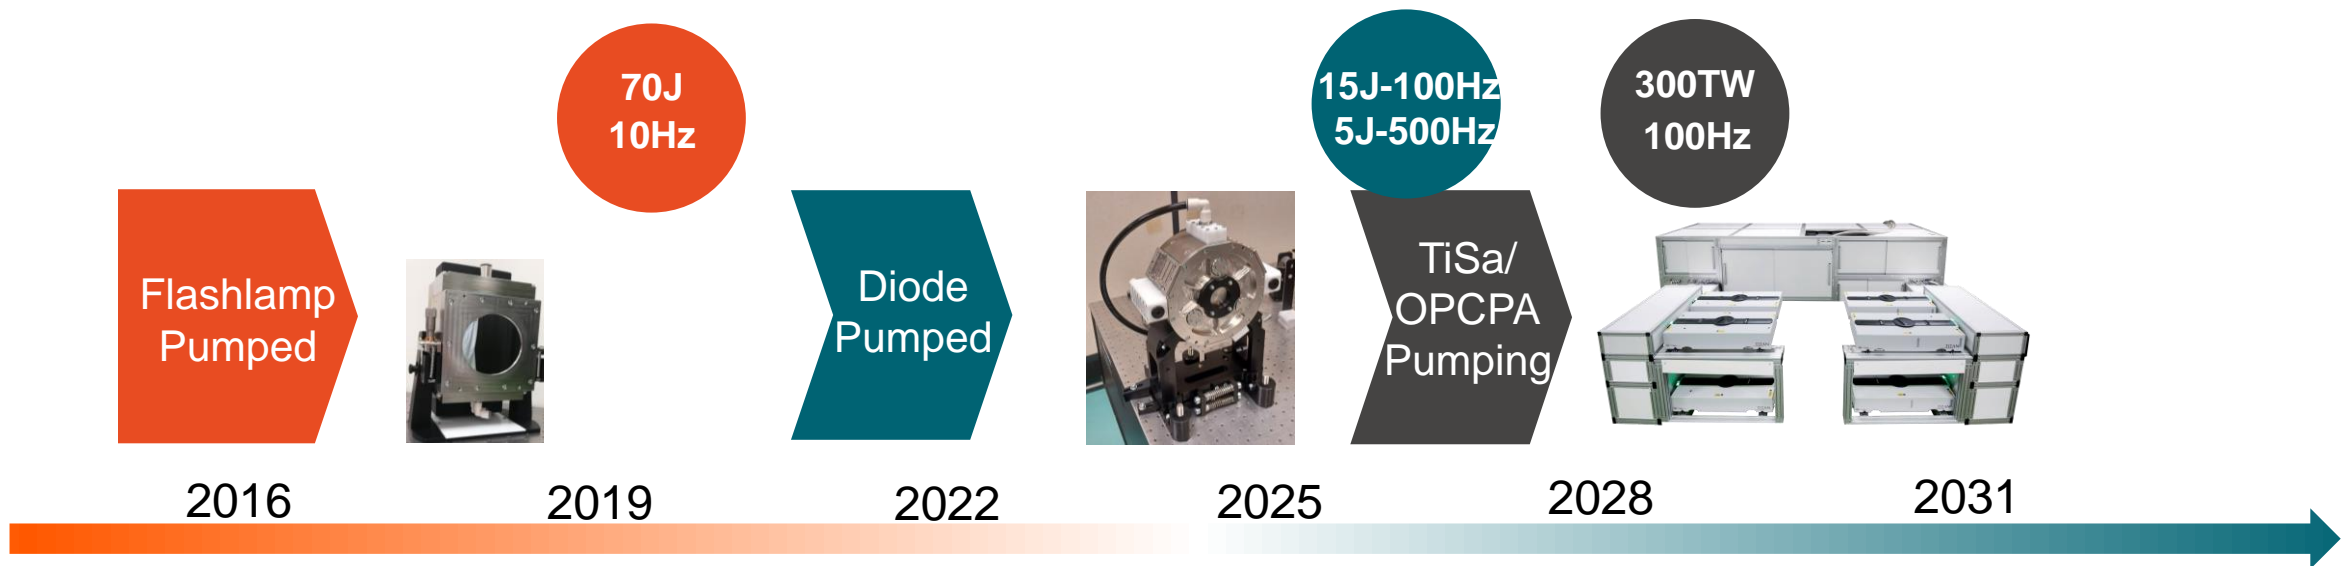 70J
10Hz
15J-100Hz
5J-500Hz
300TW
100Hz
Flashlamp
Pumped
Diode
Pumped
TiSa/
OPCPA
Pumping
2016
2019
2022
2025
2028
2031